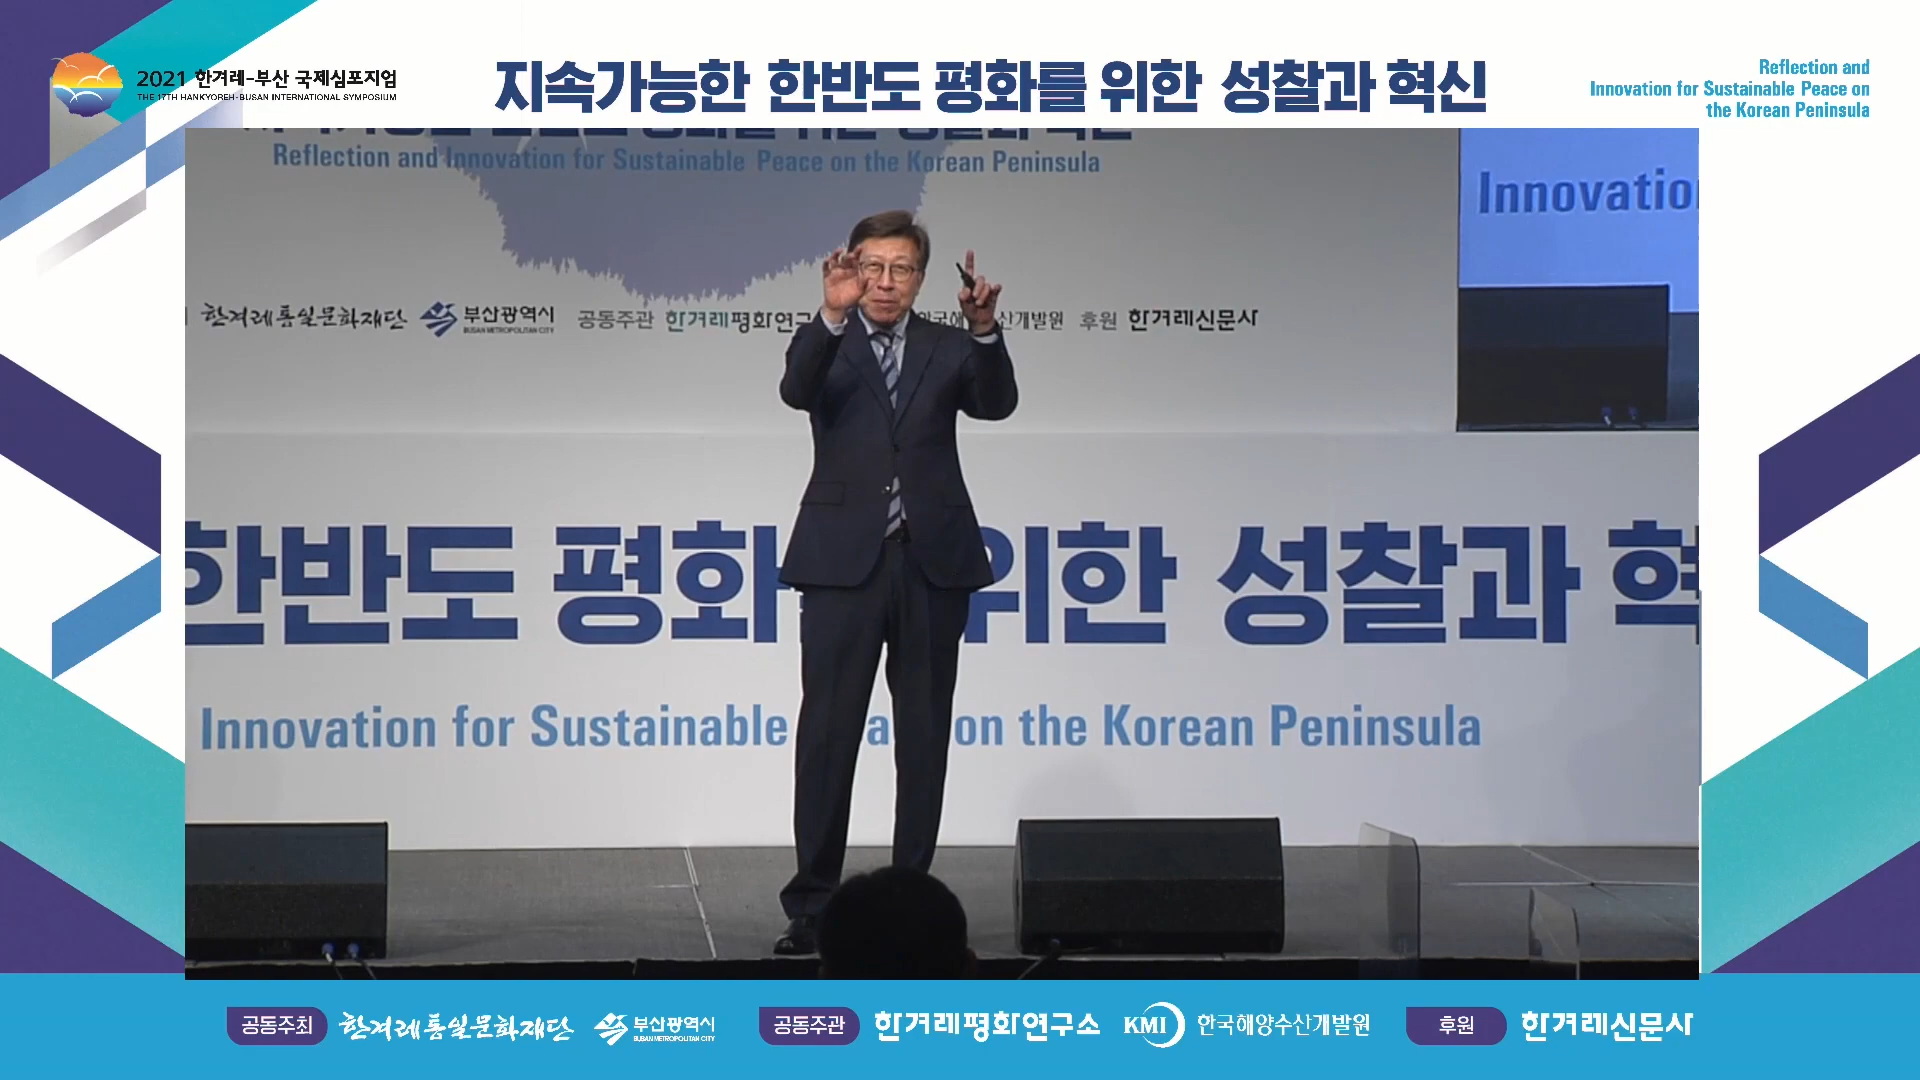 2021 한겨레-부산 국제심포지엄
THE 17TH HANKYOREH-BUSAN INTERNATIONAL SYMPOSIUM
지속가능한 한반도 평화를 위한 성찰과 혁신
Reflection and
Innovation for Sustainable Peace on
the Korean Peninsula
Reflection and Innovation for Sustainable Peace on the Korean Peninsula
Innovatio
한겨레통일문화재단 부산광역시 공동주관 한겨레평화연구 산개발원 후원 한겨레신문사
BUSAN METROPOLITAN CITY
한반도 평화 위한 성찰과 혁
Innovation for Sustainable on the Korean Peninsula
공동주최 한겨레통일문화재단 부산광역시 공동주관 한겨레평화연구소 KMI 한국해양수산개발원 후원 한겨레신문사
BUSAN METROPOLITAN CITY